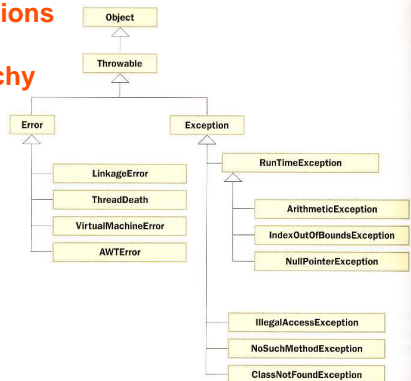 ions
chy
Object
Throwable
Error
Exception
LinkageError
ThreadDeath
VirtualMachineError
AWTError
RunTimeException
ArithmeticException
IndexOutOfBoundsException
NullPointerException
IllegalAccessException
NoSuchMethodException
ClassNotFoundException